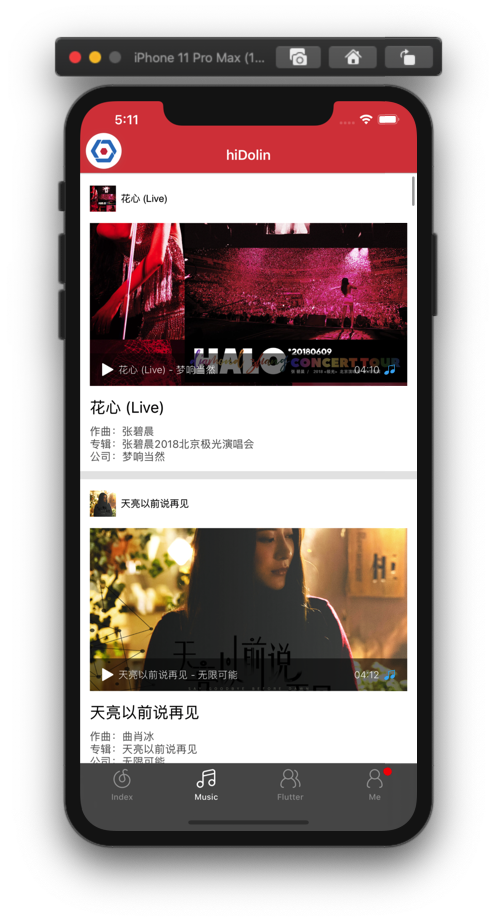 iPhone 11 Pro Max (1...
5:11
hiDolin
花心 (Live)
HALO
*20180609
CONCERT TOUR
花心 (Live) - 梦响当然
04:10
花心 (Live)
作曲：张碧晨
专辑：张碧晨2018北京极光演唱会
公司：梦响当然
天亮以前说再见
天亮以前说再见
天亮以前说再见 - 无限可能
04:12
天亮以前说再见
作曲：曲肖冰
专辑：天亮以前说再见
公司：无限可能
Index
Music
Flutter
Me